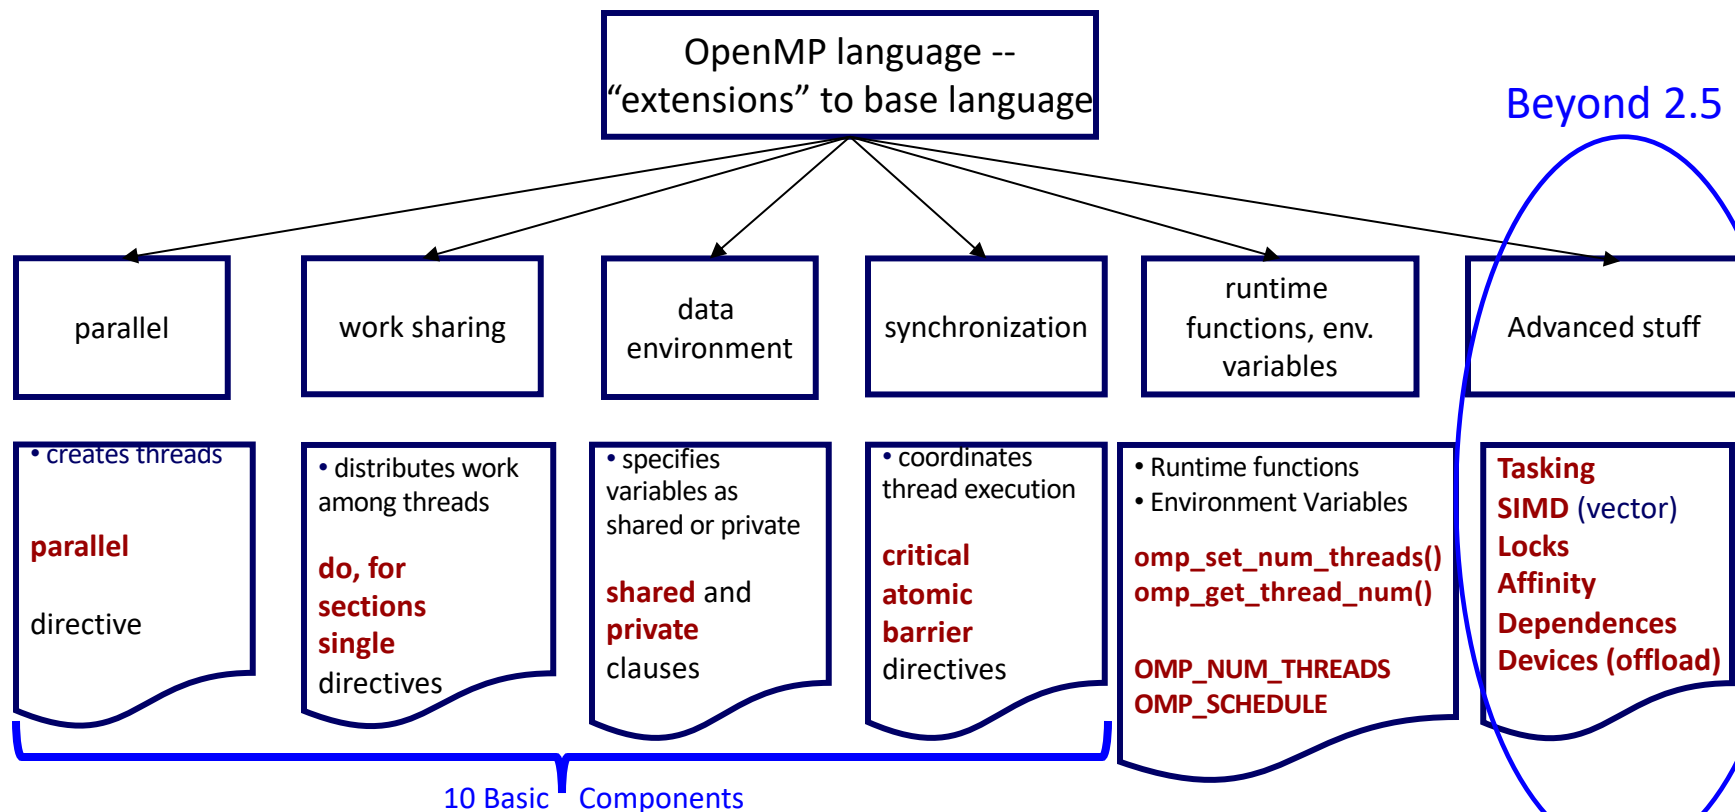 OpenMP language --
“extensions” to base language
Beyond 2.5
parallel
work sharing
data
environment
synchronization
runtime
functions, env.
variables
Advanced stuff
• creates threads
parallel
directive
• distributes work
among threads
do, for
sections
single
directives
• specifies
variables as
shared or private
shared and
private
clauses
• coordinates
thread execution
critical
atomic
barrier
directives
• Runtime functions
• Environment Variables
omp_set_num_threads()
omp_get_thread_num()
OMP_NUM_THREADS
OMP_SCHEDULE
Tasking
SIMD (vector)
Locks
Affinity
Dependences
Devices (offload)
10 Basic Components